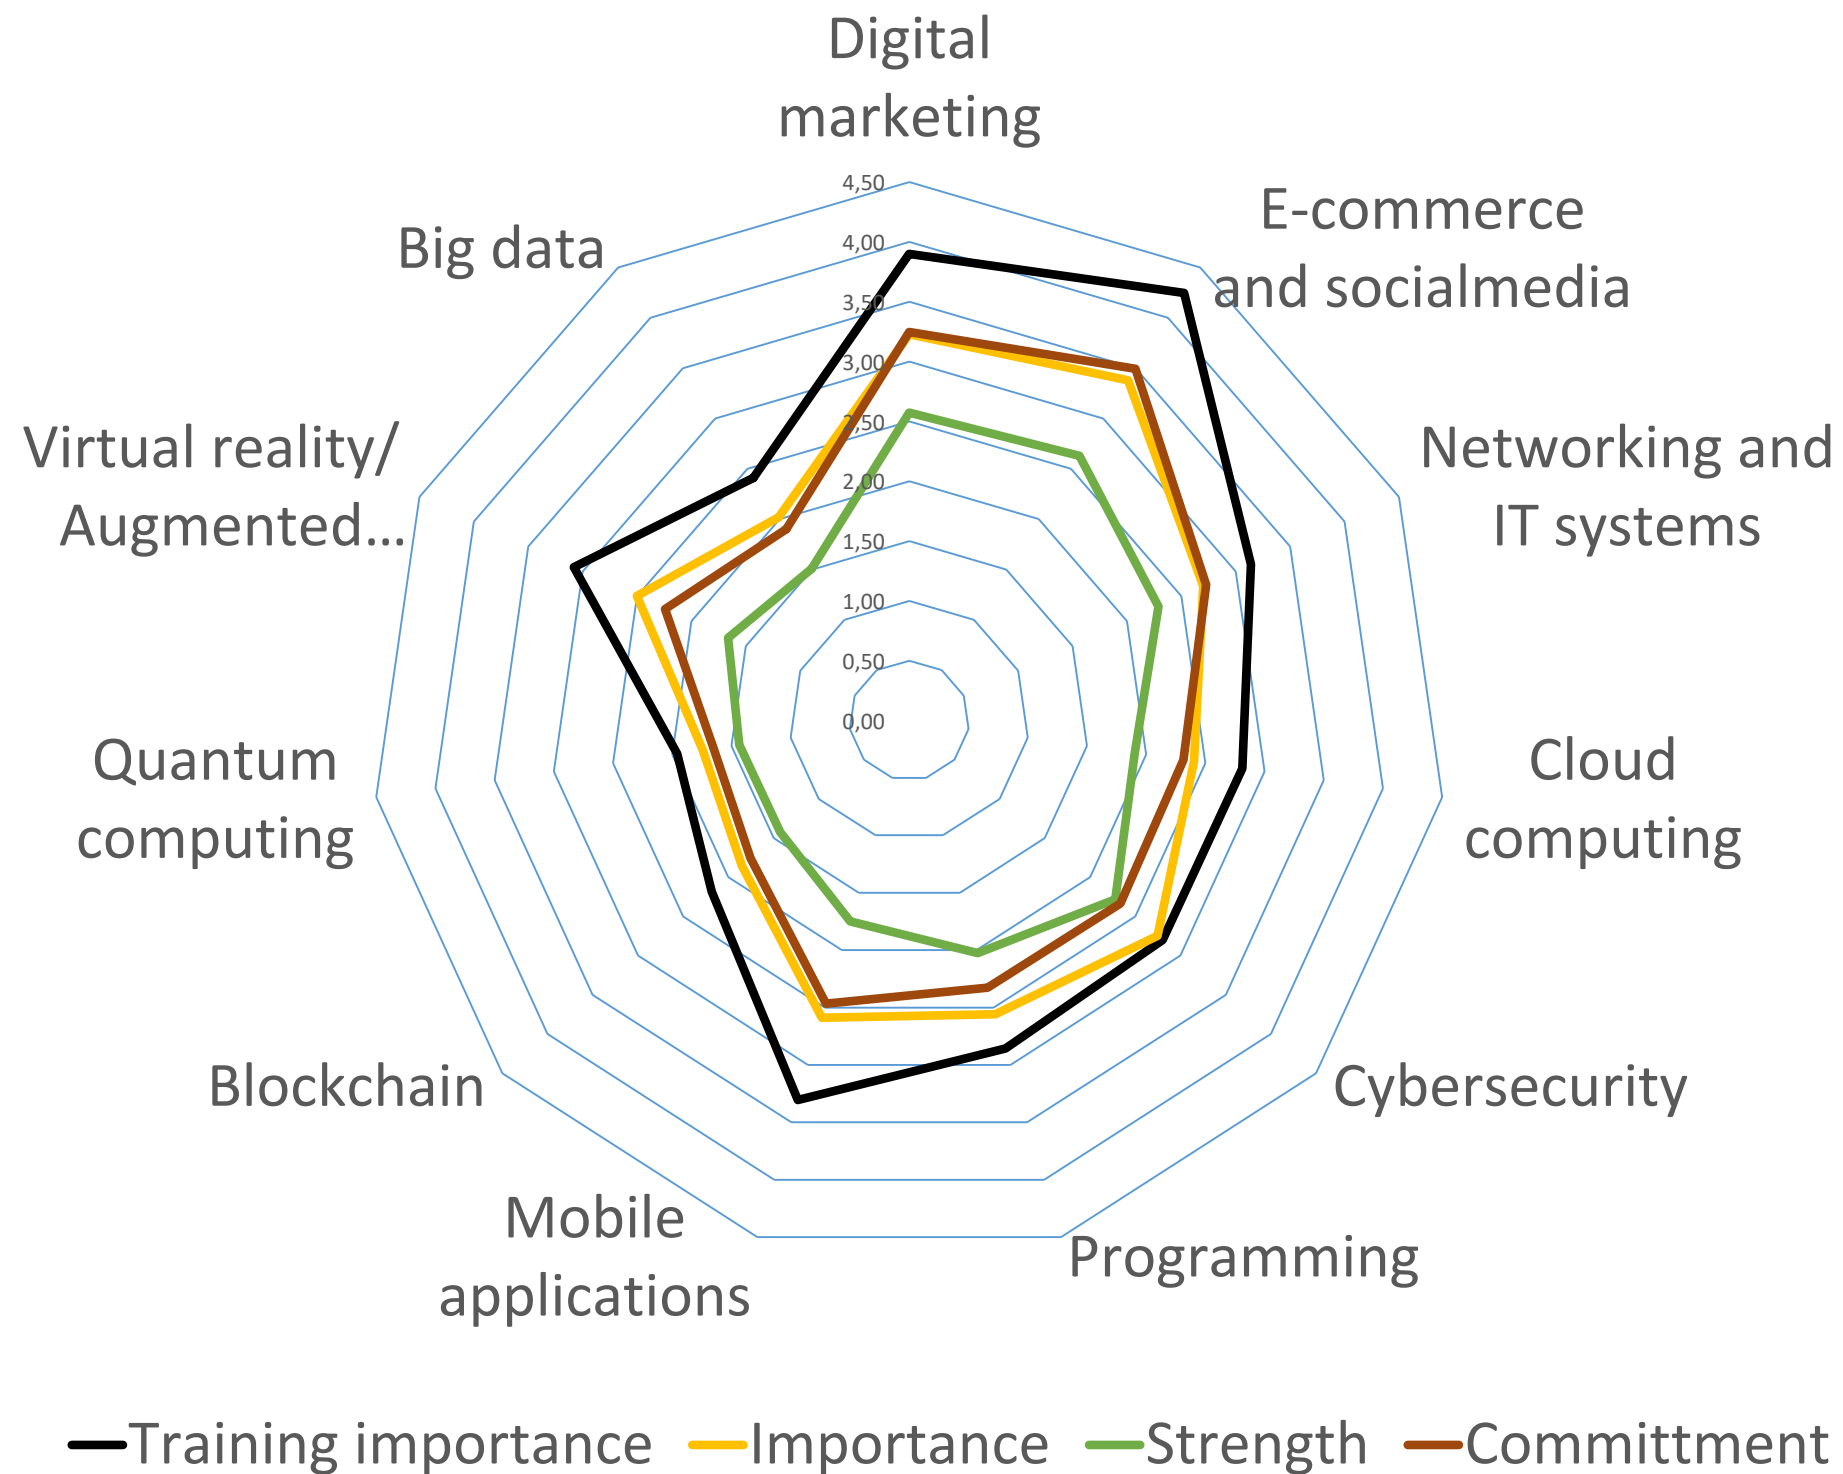 Digital
marketing
E-commerce
and socialmedia
Networking and
IT systems
Cloud
computing
Cybersecurity
Programming
Mobile
applications
Blockchain
Quantum
computing
Virtual reality/
Augmented...
Big data
4,50
4,00
3,50
3,00
2,50
2,00
1,50
1,00
0,50
0,00
Training importance Importance Strength Committment